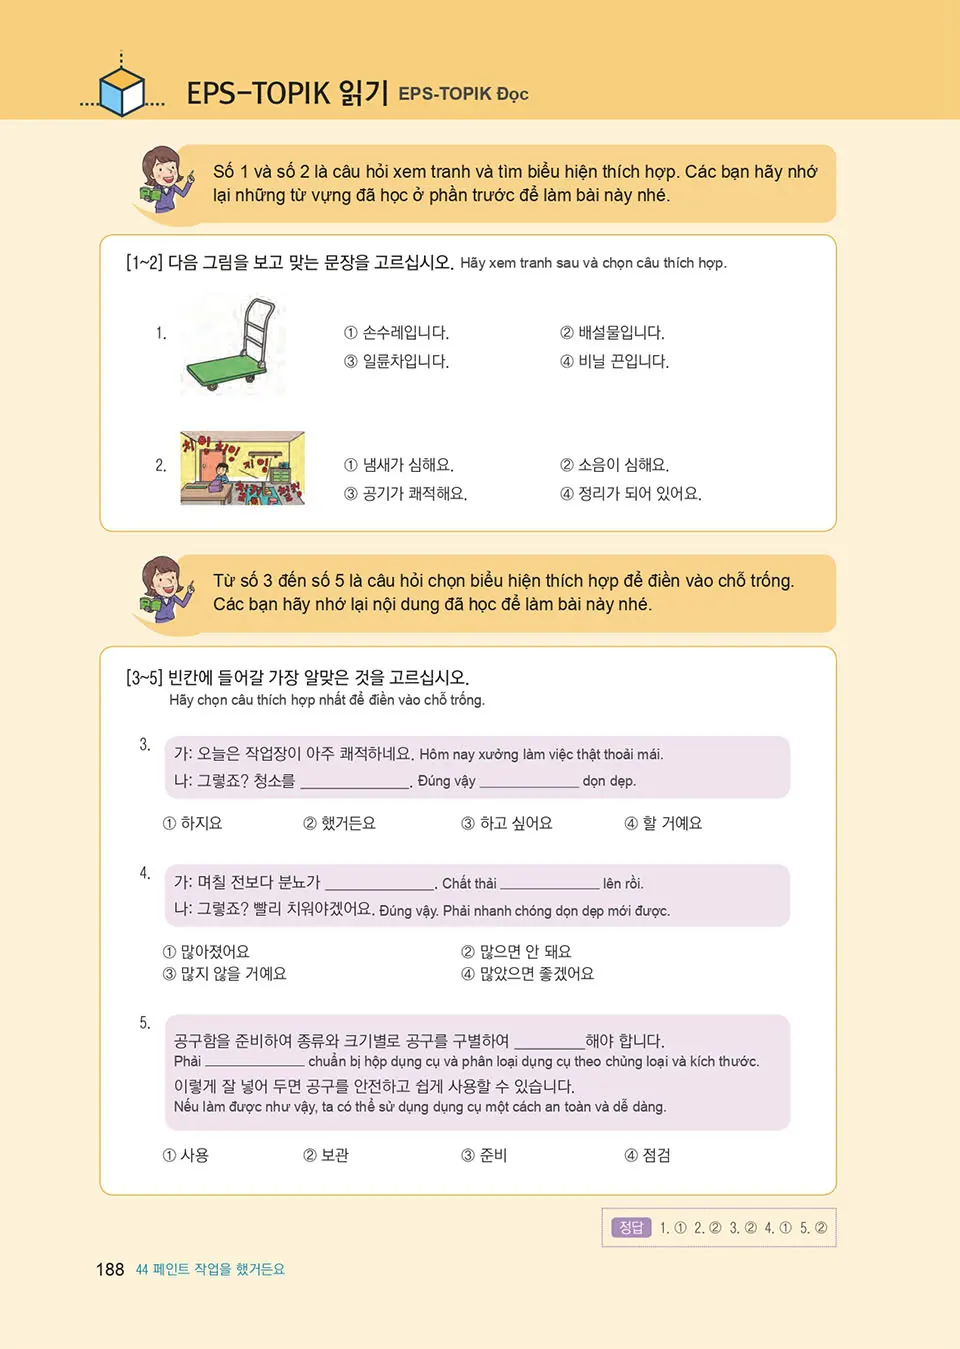 EPS-TOPIK 읽기 EPS-TOPIK Đọc
Số 1 và số 2 là câu hỏi xem tranh và tìm biểu hiện thích hợp. Các bạn hãy nhớ
lại những từ vựng đã học ở phần trước để làm bài này nhé.
[1~2] 다음 그림을 보고 맞는 문장을 고르십시오. Hãy xem tranh sau và chọn câu thích hợp.
1. ① 손수레입니다. ② 배설물입니다.
③ 일륜차입니다. ④ 비닐 끈입니다.
2. ① 냄새가 심해요. ② 소음이 심해요.
③ 공기가 쾌적해요. ④ 정리가 되어 있어요.
Từ số 3 đến số 5 là câu hỏi chọn biểu hiện thích hợp để điền vào chỗ trống.
Các bạn hãy nhớ lại nội dung đã học để làm bài này nhé.
[3~5] 빈칸에 들어갈 가장 알맞은 것을 고르십시오.
Hãy chọn câu thích hợp nhất để điền vào chỗ trống.
3. 가: 오늘은 작업장이 아주 쾌적하네요. Hôm nay xưởng làm việc thật thoải mái.
나: 그렇죠? 청소를 ____________. Đúng vậy ____________ dọn dẹp.
① 하지요 ② 했거든요 ③ 하고 싶어요 ④ 할 거예요
4. 가: 며칠 전보다 분뇨가 ____________. Chất thải ____________ lên rồi.
나: 그렇죠? 빨리 치워야겠어요. Đúng vậy. Phải nhanh chóng dọn dẹp mới được.
① 많아졌어요 ② 많으면 안 돼요
③ 많지 않을 거예요 ④ 많았으면 좋겠어요
5. 공구함을 준비하여 종류와 크기별로 공구를 구별하여 ________해야 합니다.
Phải ____________ chuẩn bị hộp dụng cụ và phân loại dụng cụ theo chủng loại và kích thước.
이렇게 잘 넣어 두면 공구를 안전하고 쉽게 사용할 수 있습니다.
Nếu làm được như vậy, ta có thể sử dụng dụng cụ một cách an toàn và dễ dàng.
① 사용 ② 보관 ③ 준비 ④ 점검
정답 1. ① 2. ② 3. ② 4. ① 5. ②
188 44 페인트 작업을 했거든요